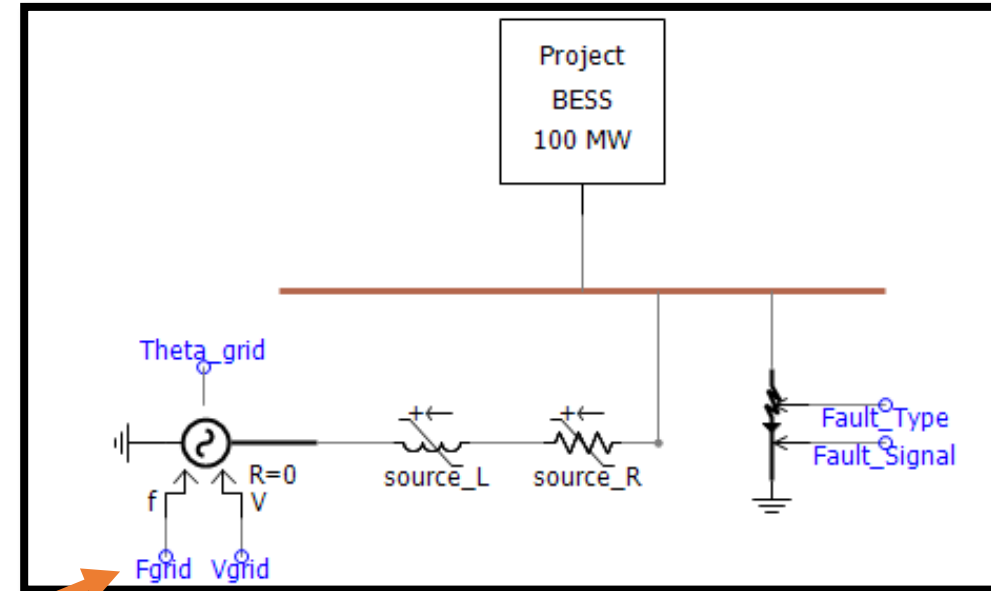 Project
BESS
100 MW
Theta_grid
R=0
f
V
Fgrid
Vgrid
+
source_L
+
source_R
Fault_Type
Fault_Signal